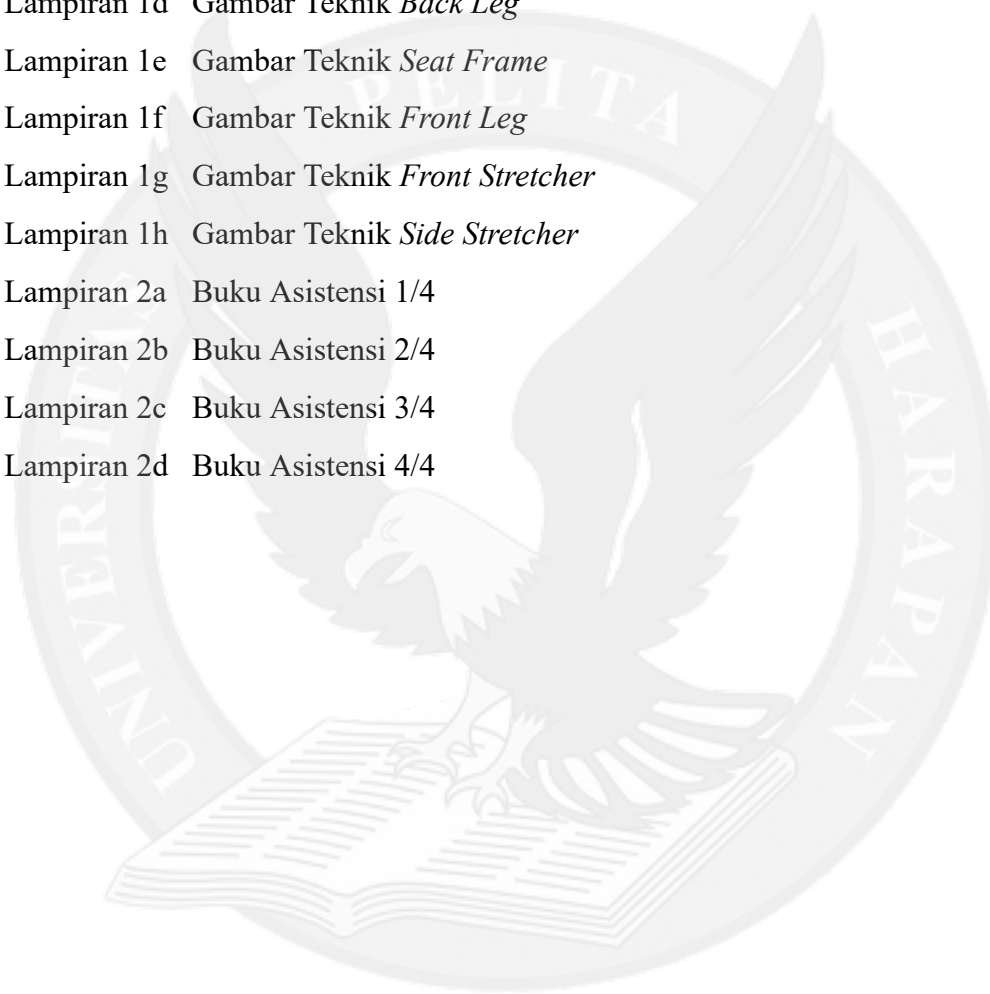 Lampiran 1d Gambar Teknik Back Leg
Lampiran 1e Gambar Teknik Seat Frame
Lampiran 1f Gambar Teknik Front Leg
Lampiran 1g Gambar Teknik Front Stretcher
Lampiran 1h Gambar Teknik Side Stretcher
Lampiran 2a Buku Asistensi 1/4
Lampiran 2b Buku Asistensi 2/4
Lampiran 2c Buku Asistensi 3/4
Lampiran 2d Buku Asistensi 4/4
UNIVERSITAS PELITA HARAPAN